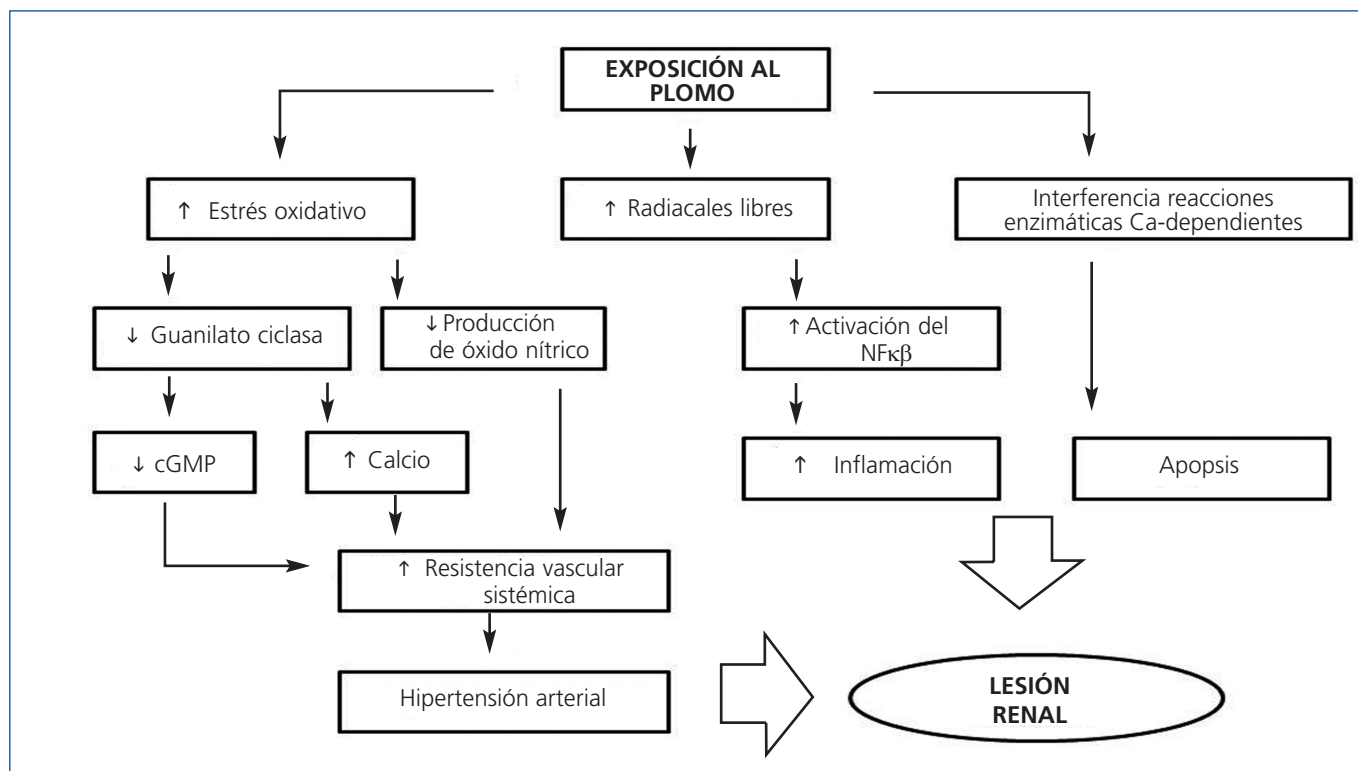 EXPOSICIÓN AL
PLOMO
↑ Estrés oxidativo
↑ Radiacales libres
Interferencia reacciones
enzimáticas Ca-dependientes
↓ Guanilato ciclasa
↓ Producción
de óxido nítrico
↑ Activación del
NFκβ
↓ cGMP
↑ Calcio
↑ Inflamación
Apopsis
↑ Resistencia vascular
sistémica
Hipertensión arterial
LESIÓN
RENAL